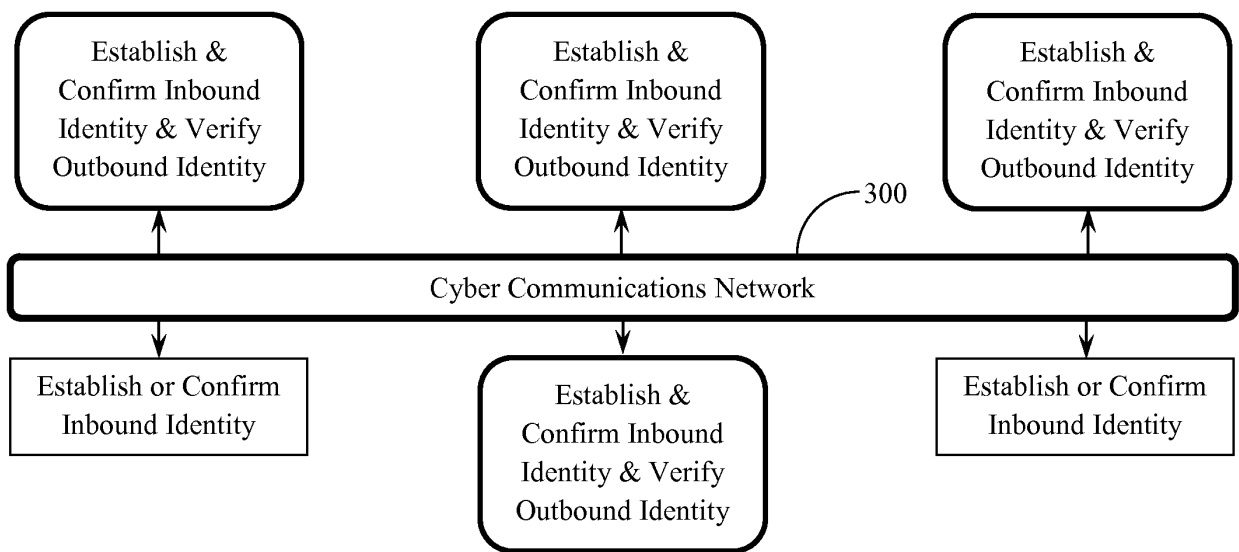 Establish &
Confirm Inbound
Identity & Verify
Outbound Identity
Establish &
Confirm Inbound
Identity & Verify
Outbound Identity
Establish &
Confirm Inbound
Identity & Verify
Outbound Identity
300
Cyber Communications Network
Establish or Confirm
Inbound Identity
Establish &
Confirm Inbound
Identity & Verify
Outbound Identity
Establish or Confirm
Inbound Identity